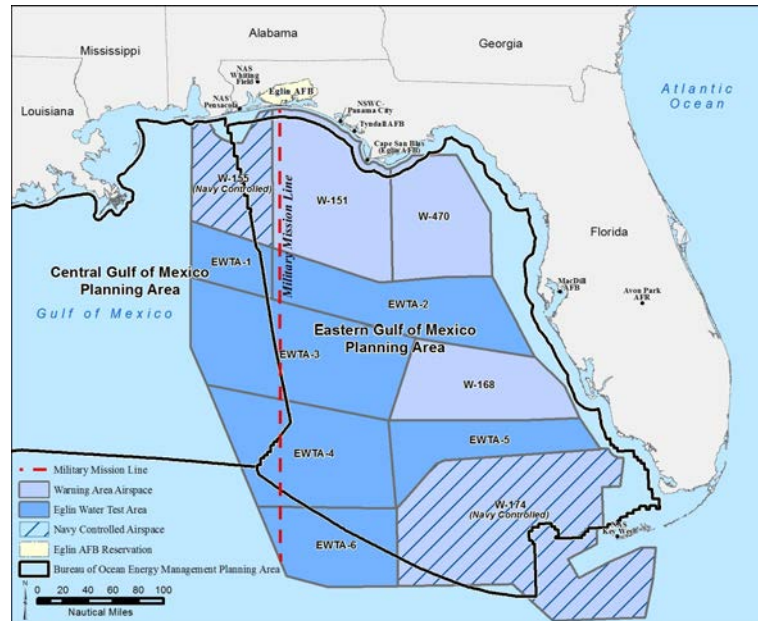 Mississippi
Alabama
Georgia
NAS
Whiting
Field
Eglin AFB
NAS
Pensacola
NSWC-
Panama City
Tyndall AFB
Cape San Blas
(Eglin AFB)
Louisiana
Atlantic
Ocean
W-155
(Navy Controlled)
W-151
W-470
Military Mission Line
Florida
EWTA-1
Central Gulf of Mexico
Planning Area
Gulf of Mexico
EWTA-2
MacDill
AFB
Avon Park
AFR
Eastern Gulf of Mexico
Planning Area
EWTA-3
W-168
EWTA-4
EWTA-5
W-174
(Navy Controlled)
NAS
Key West
EWTA-6
Military Mission Line
Warning Area Airspace
Eglin Water Test Area
Navy Controlled Airspace
Eglin AFB Reservation
Bureau of Ocean Energy Management Planning Area
N
0 20 40 60 80 100
Nautical Miles